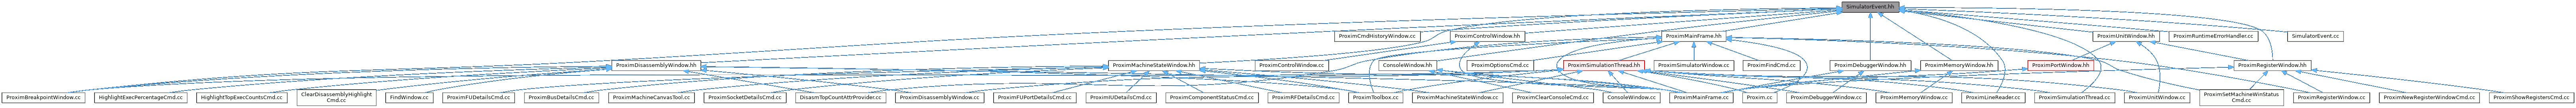 SimulatorEvent.hh
ProximCmdHistoryWindow.cc
ProximControlWindow.hh
ProximMainFrame.hh
ProximUnitWindow.hh
ProximRuntimeErrorHandler.cc
SimulatorEvent.cc
ProximDisassemblyWindow.hh
ProximMachineStateWindow.hh
ProximControlWindow.cc
ConsoleWindow.hh
ProximOptionsCmd.cc
ProximSimulationThread.hh
ProximSimulatorWindow.cc
ProximFindCmd.cc
ProximDebuggerWindow.hh
ProximMemoryWindow.hh
ProximPortWindow.hh
ProximRegisterWindow.hh
ProximBreakpointWindow.cc
HighlightExecPercentageCmd.cc
HighlightTopExecCountsCmd.cc
ClearDisassemblyHighlight
Cmd.cc
FindWindow.cc
ProximFUDetailsCmd.cc
ProximBusDetailsCmd.cc
ProximMachineCanvasTool.cc
ProximSocketDetailsCmd.cc
DisasmTopCountAttrProvider.cc
ProximDisassemblyWindow.cc
ProximFUPortDetailsCmd.cc
ProximIUDetailsCmd.cc
ProximComponentStatusCmd.cc
ProximRFDetailsCmd.cc
ProximToolbox.cc
ProximMachineStateWindow.cc
ProximClearConsoleCmd.cc
ConsoleWindow.cc
ProximMainFrame.cc
Proxim.cc
ProximDebuggerWindow.cc
ProximMemoryWindow.cc
ProximLineReader.cc
ProximSimulationThread.cc
ProximUnitWindow.cc
ProximSetMachineWinStatus
Cmd.cc
ProximRegisterWindow.cc
ProximNewRegisterWindowCmd.cc
ProximShowRegistersCmd.cc